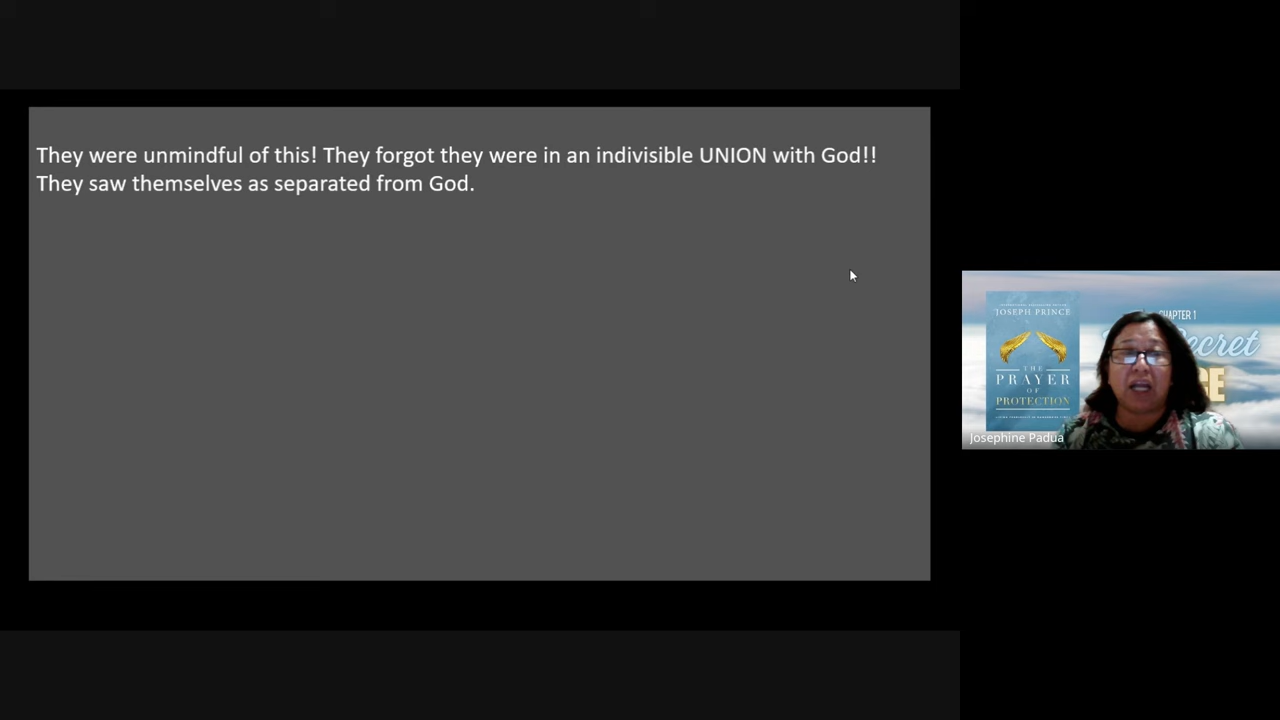 They were unmindful of this! They forgot they were in an indivisible UNION with God!!
They saw themselves as separated from God.
JOSEPH PRINCE
THE
PRAYER
OF
PROTECTION
CHAPTER 1
Josephine Padua